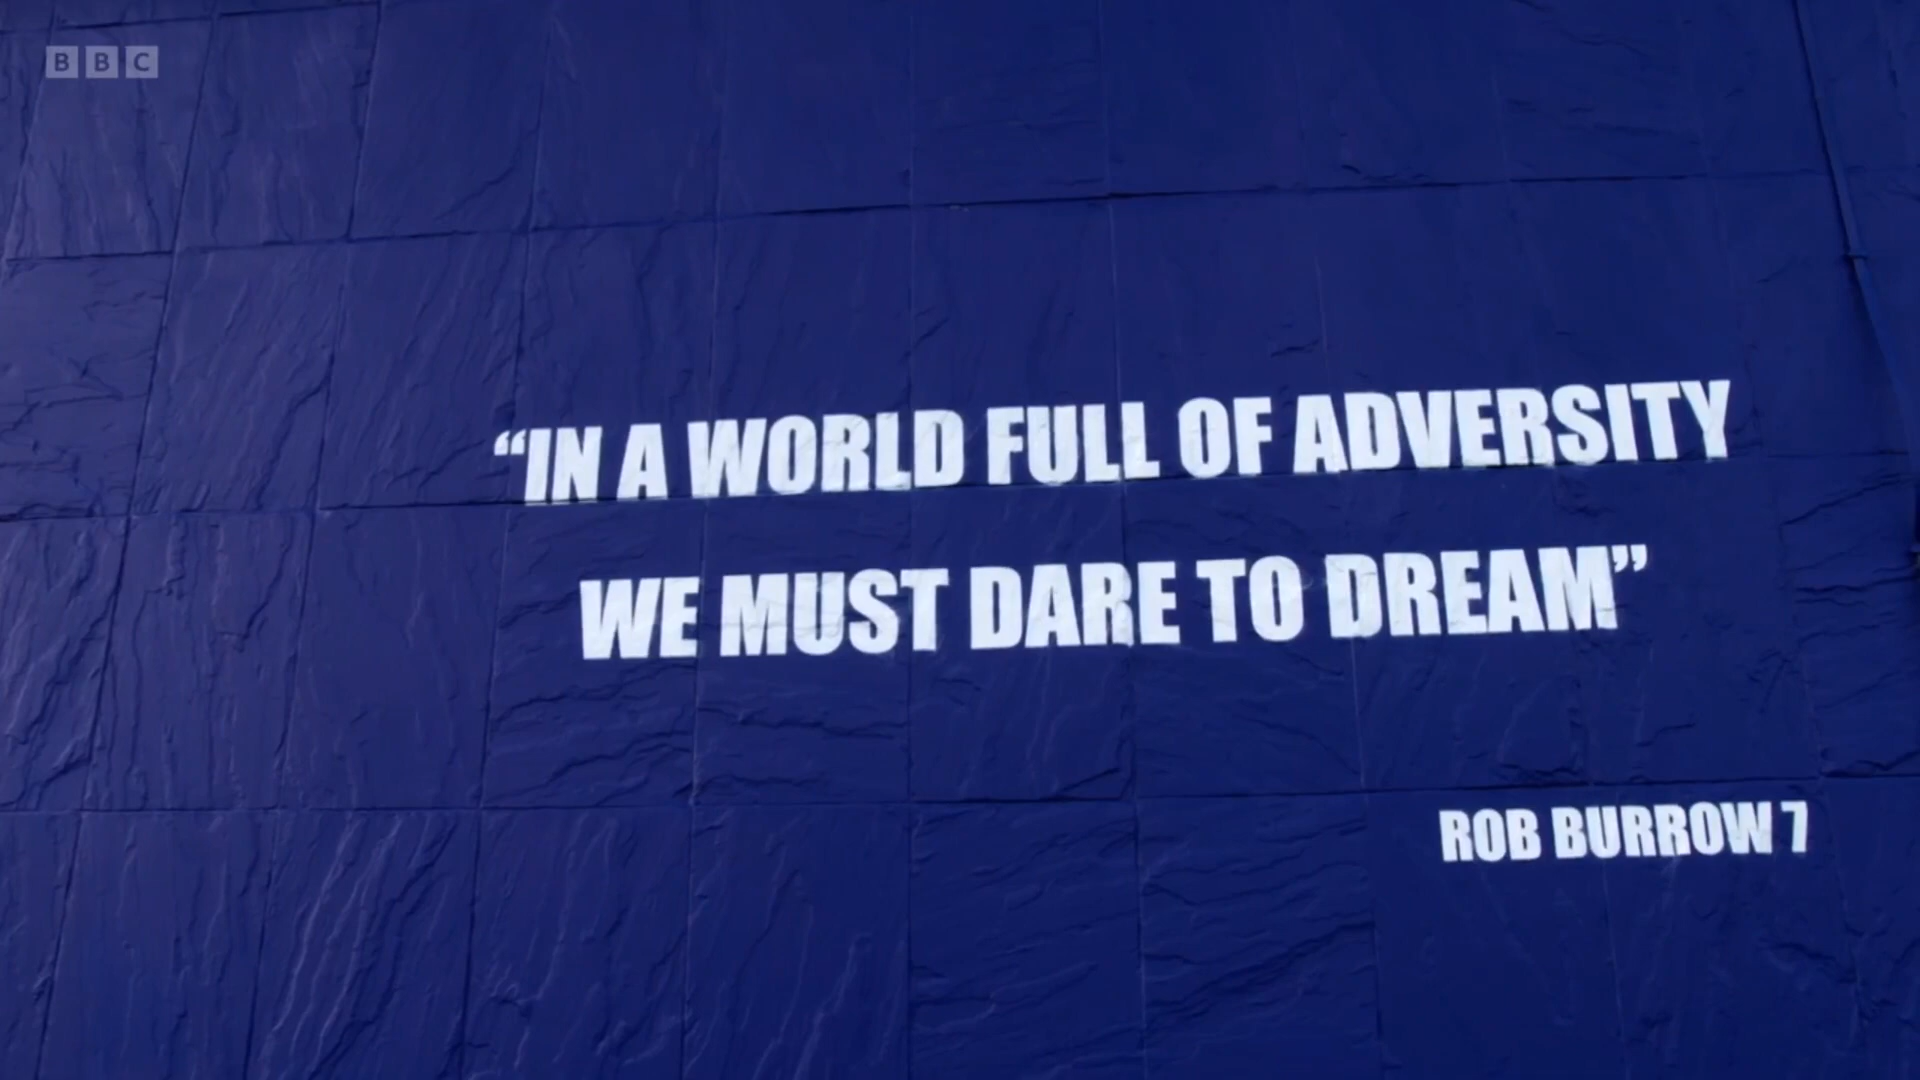 BBC
“IN A WORLD FULL OF ADVERSITY
WE MUST DARE TO DREAM”
ROB BURROW 7